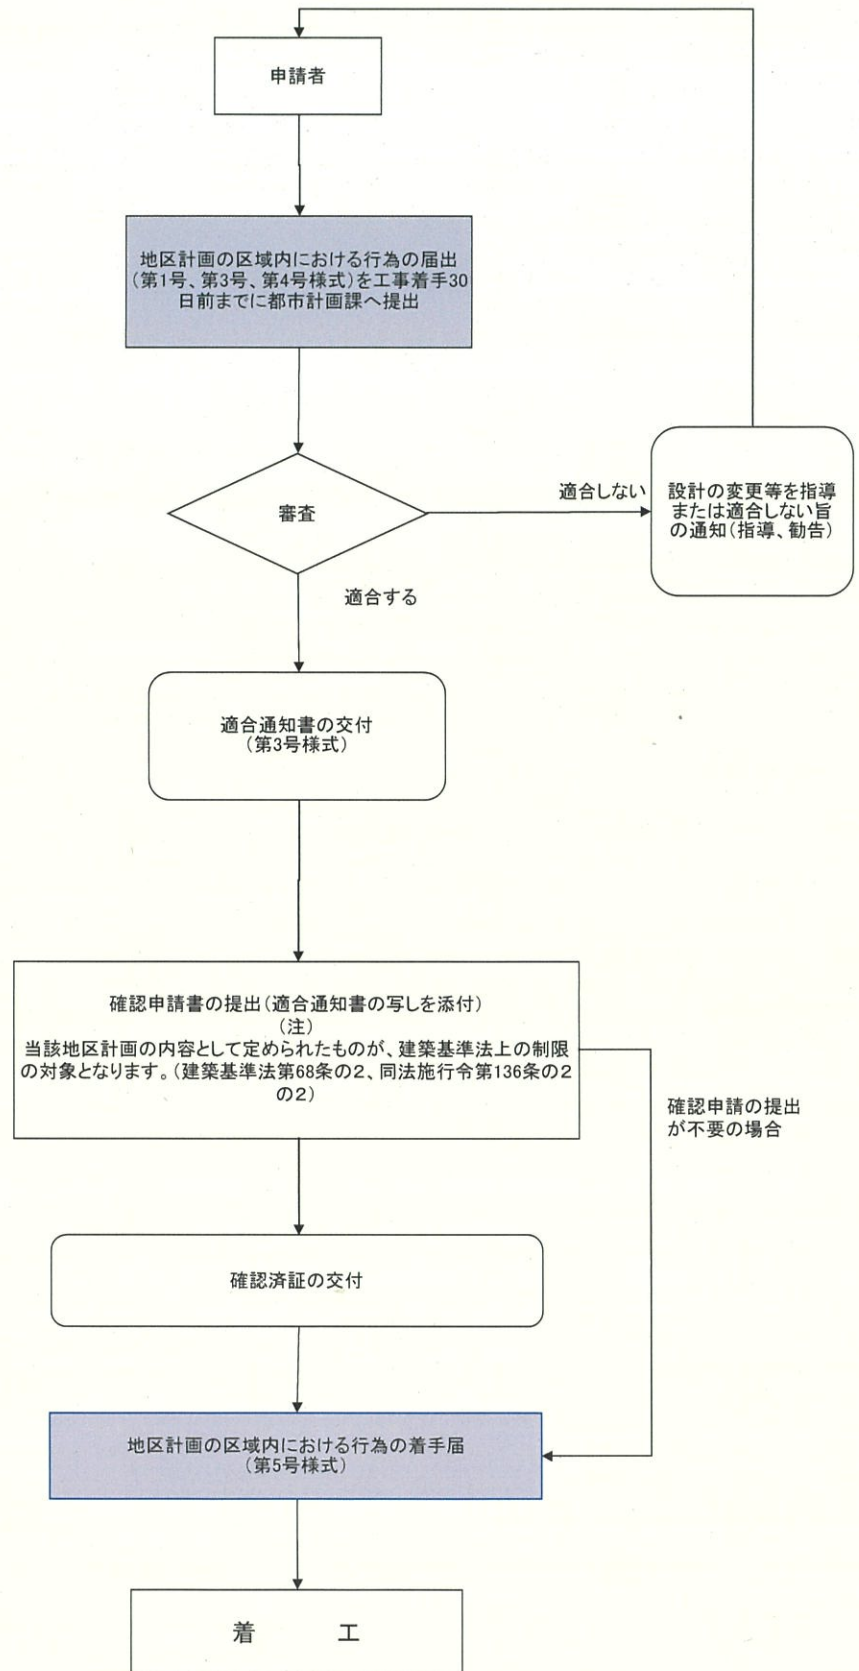 申請者
地区計画の区域内における行為の届出
(第1号、第3号、第4号様式)を工事着手30
日前までに都市計画課へ提出
審査
適合しない
設計の変更等を指導
または適合しない旨
の通知(指導、勧告)
適合する
適合通知書の交付
(第3号様式)
確認申請書の提出(適合通知書の写しを添付)
(注)
当該地区計画の内容として定められたものが、建築基準法上の制限
の対象となります。(建築基準法第68条の2、同法施行令第136条の2
の2)
確認申請の提出
が不要の場合
確認済証の交付
地区計画の区域内における行為の着手届
(第5号様式)
着 工